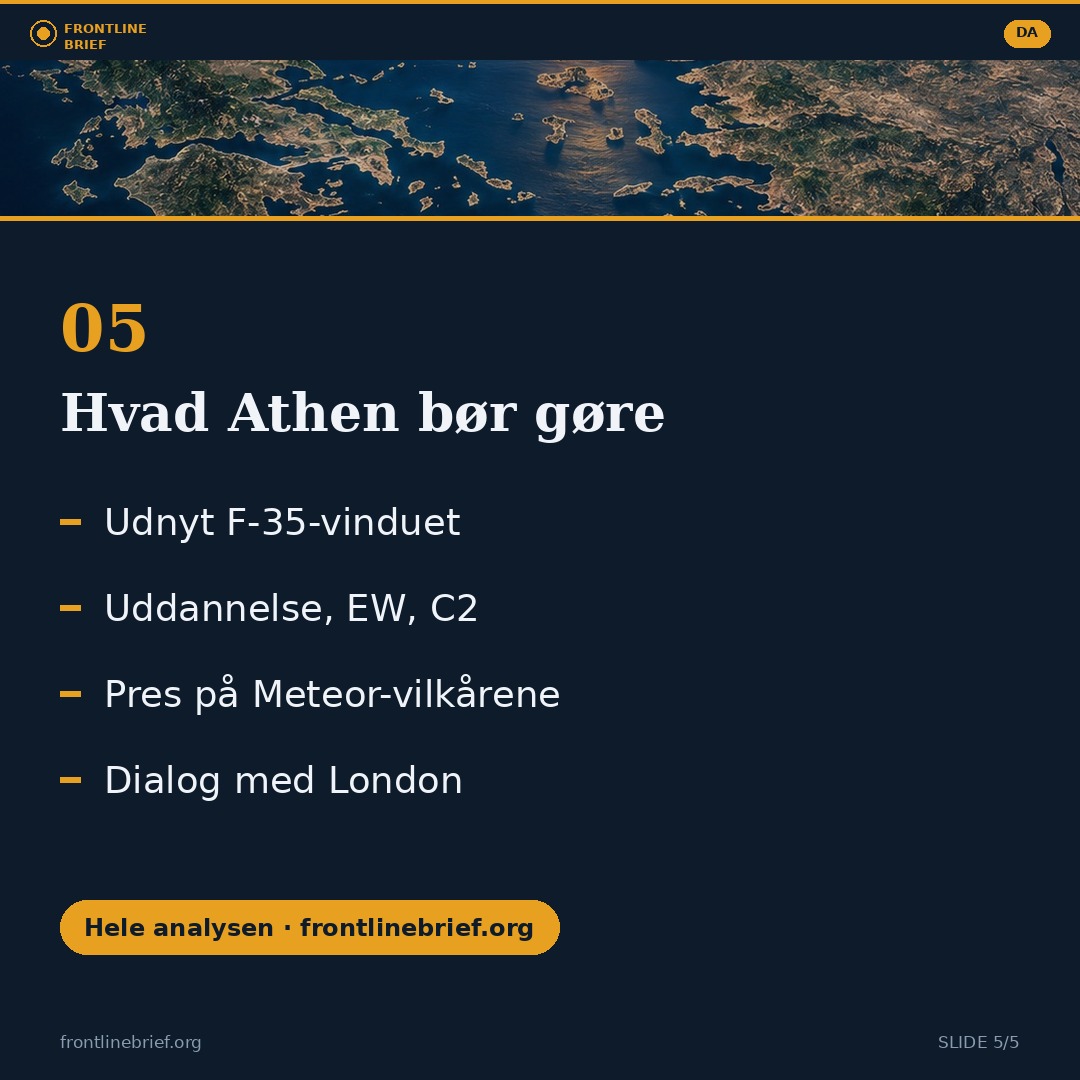 FRONTLINE
BRIEF
DA
05
Hvad Athen bør gøre
Udnyt F-35-vinduet
Uddannelse, EW, C2
Pres på Meteor-vilkårene
Dialog med London
Hele analysen · frontlinebrief.org
frontlinebrief.org
SLIDE 5/5